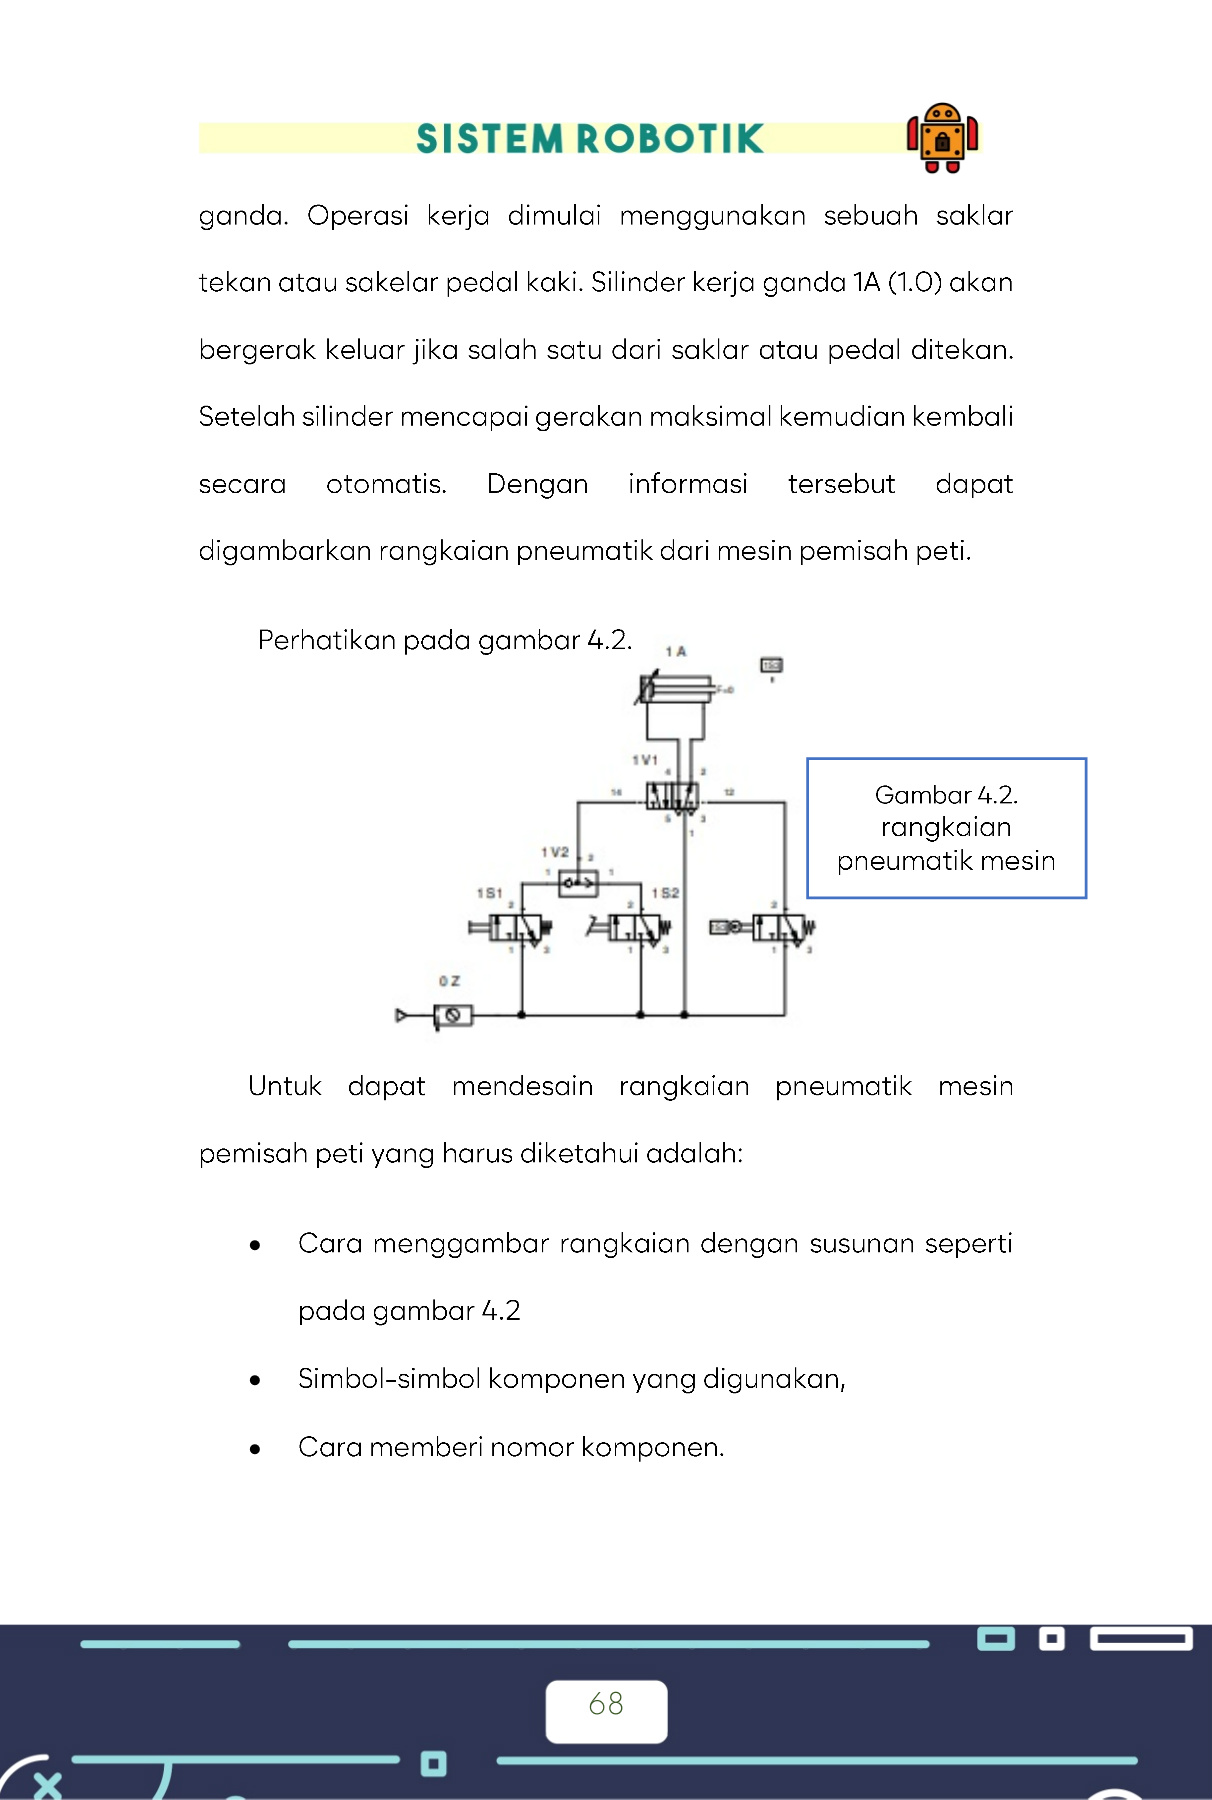 SISTEM ROBOTIK
ganda. Operasi kerja dimulai menggunakan sebuah saklar
tekan atau sakelar pedal kaki. Silinder kerja ganda 1A (1.0) akan
bergerak keluar jika salah satu dari saklar atau pedal ditekan.
Setelah silinder mencapai gerakan maksimal kemudian kembali
secara otomatis. Dengan informasi tersebut dapat
digambarkan rangkaian pneumatik dari mesin pemisah peti.
Perhatikan pada gambar 4.2.
1 A
1S3
F=0
1 V1
4 2
14 12
5 3
1
1 V2
2
1 1
1 S1 1 S2
2 2 2
1S3
1 3 1 3 1 3
0 Z
Gambar 4.2.
rangkaian
pneumatik mesin
Untuk dapat mendesain rangkaian pneumatik mesin
pemisah peti yang harus diketahui adalah:
• Cara menggambar rangkaian dengan susunan seperti
pada gambar 4.2
• Simbol-simbol komponen yang digunakan,
• Cara memberi nomor komponen.
68